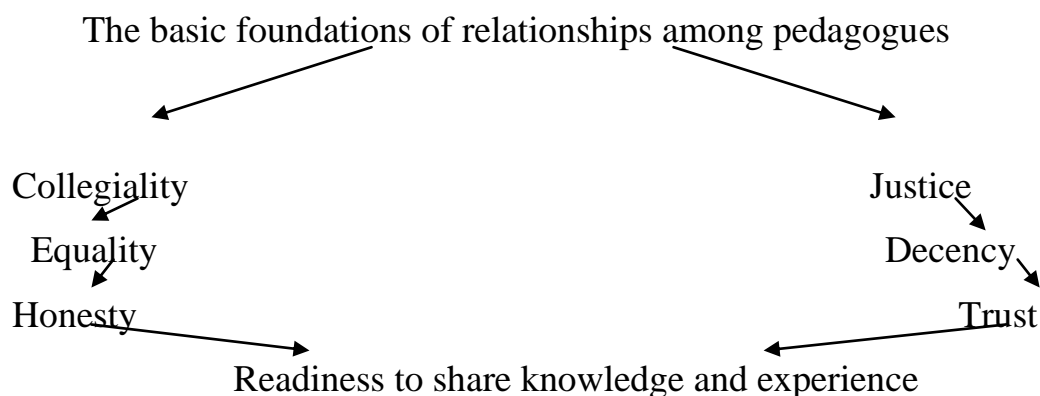 The basic foundations of relationships among pedagogues
Collegiality
Justice
Equality
Decency
Honesty
Trust
Readiness to share knowledge and experience